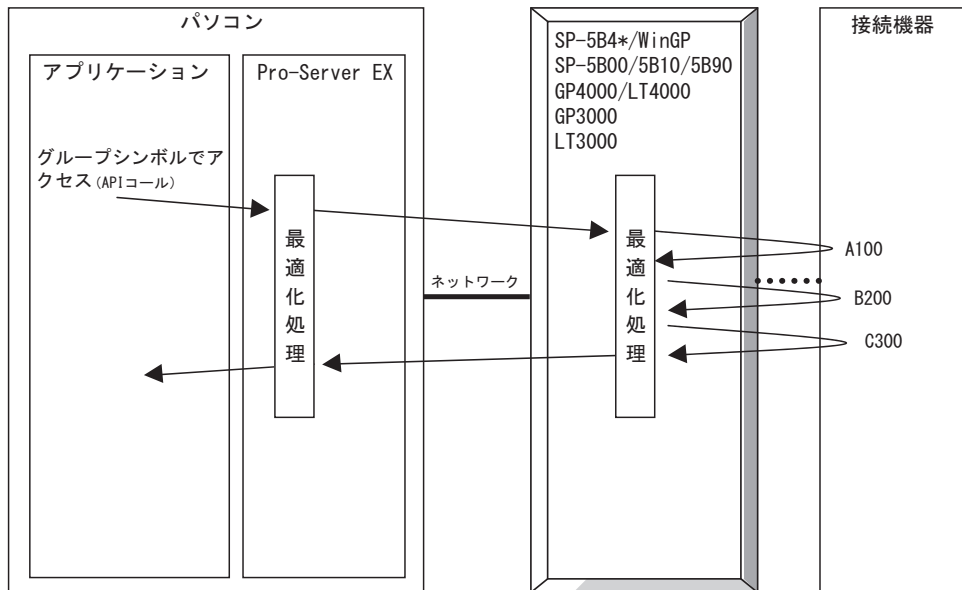 パソコン
アプリケーション
Pro-Server EX
グループシンボルでア
クセス(APIコール)
最適化処理
ネットワーク
SP-5B4*/WinGP
SP-5B00/5B10/5B90
GP4000/LT4000
GP3000
LT3000
最適化処理
接続機器
A100
B200
C300